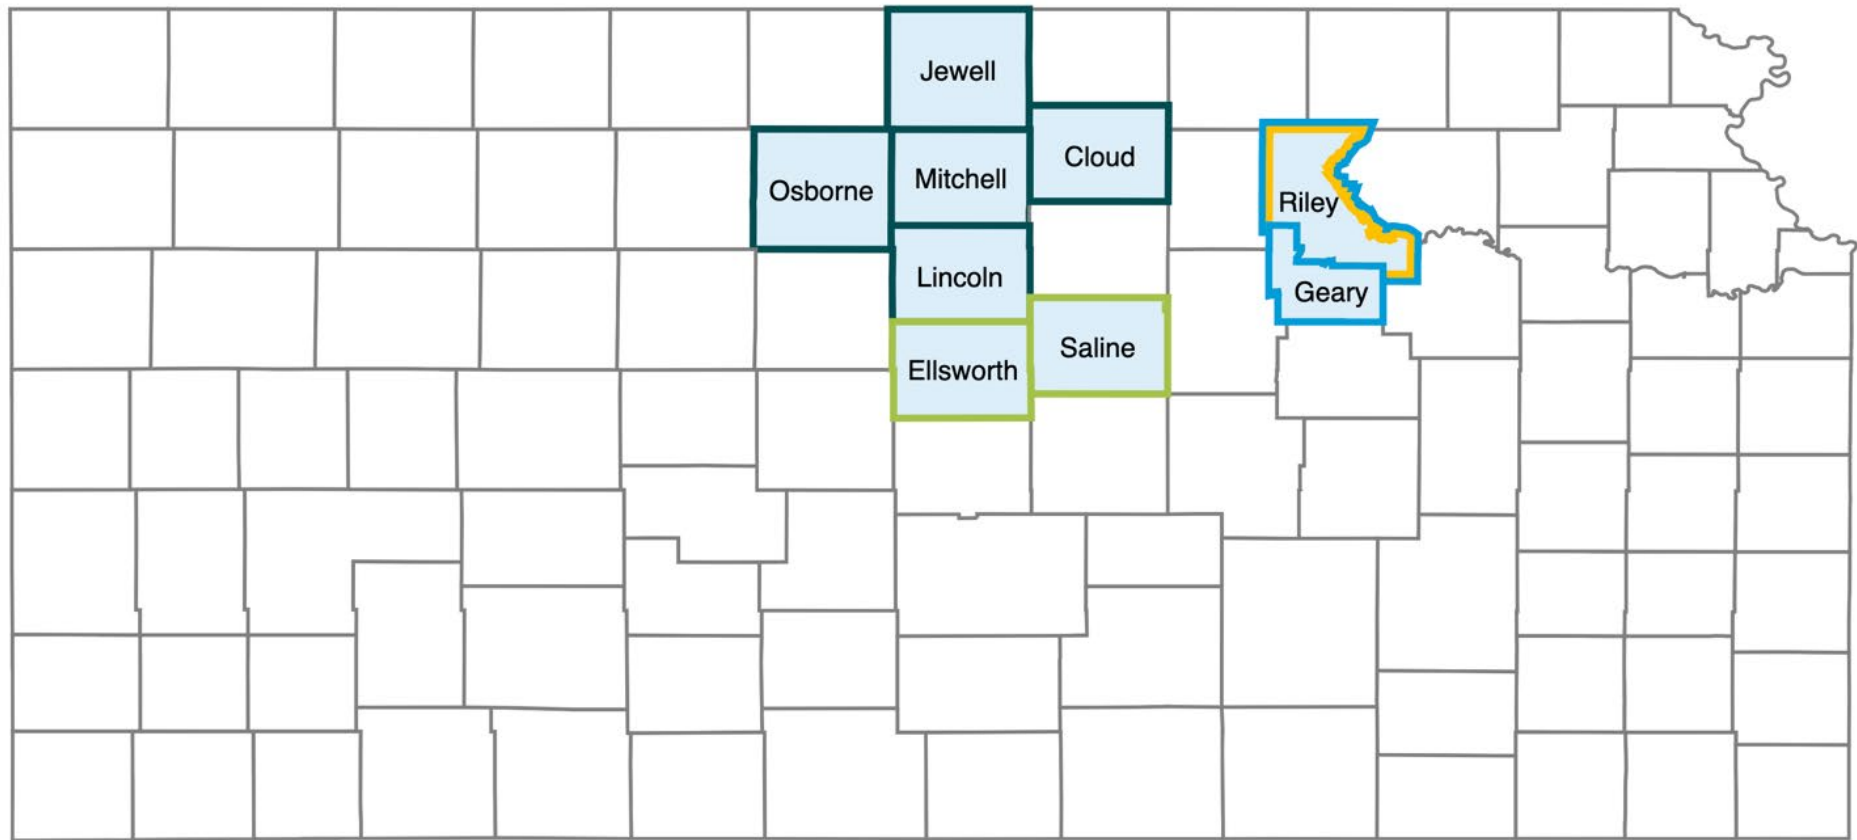 Jewell
Cloud
Mitchell
Osborne
Riley
Lincoln
Geary
Saline
Ellsworth